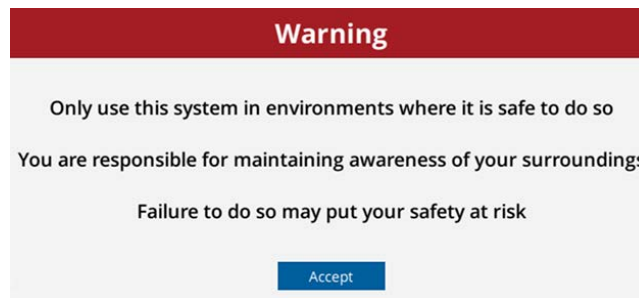 Warning
Only use this system in environments where it is safe to do so
You are responsible for maintaining awareness of your surroundings
Failure to do so may put your safety at risk
Accept